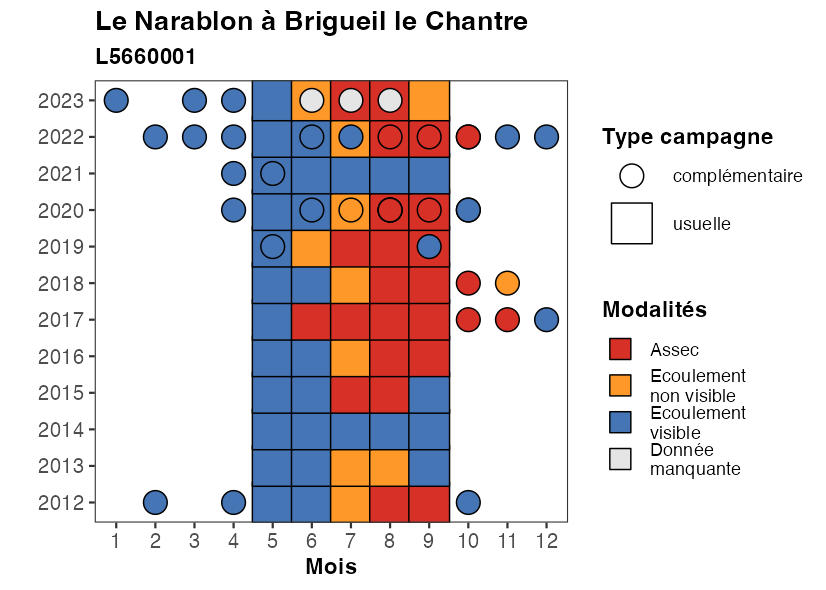 Le Narablon à Brigueil le Chantre
L5660001
2023
2022
2021
2020
2019
2018
2017
2016
2015
2014
2013
2012
1 2 3 4 5 6 7 8 9 10 11 12
Mois
Type campagne
complémentaire
usuelle
Modalités
Assec
Ecoulement
non visible
Ecoulement
visible
Donnée
manquante